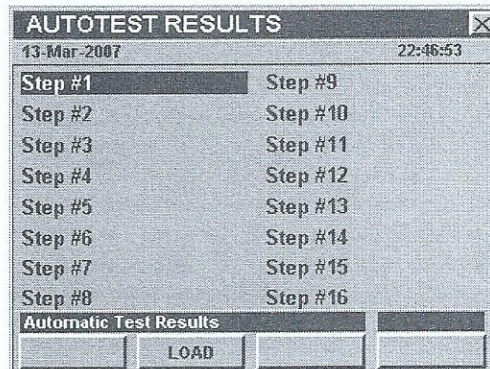 AUTOTEST RESULTS
13-Mar-2007 22:46:53
Step #1
Step #2
Step #3
Step #4
Step #5
Step #6
Step #7
Step #8
Step #9
Step #10
Step #11
Step #12
Step #13
Step #14
Step #15
Step #16
Automatic Test Results
LOAD